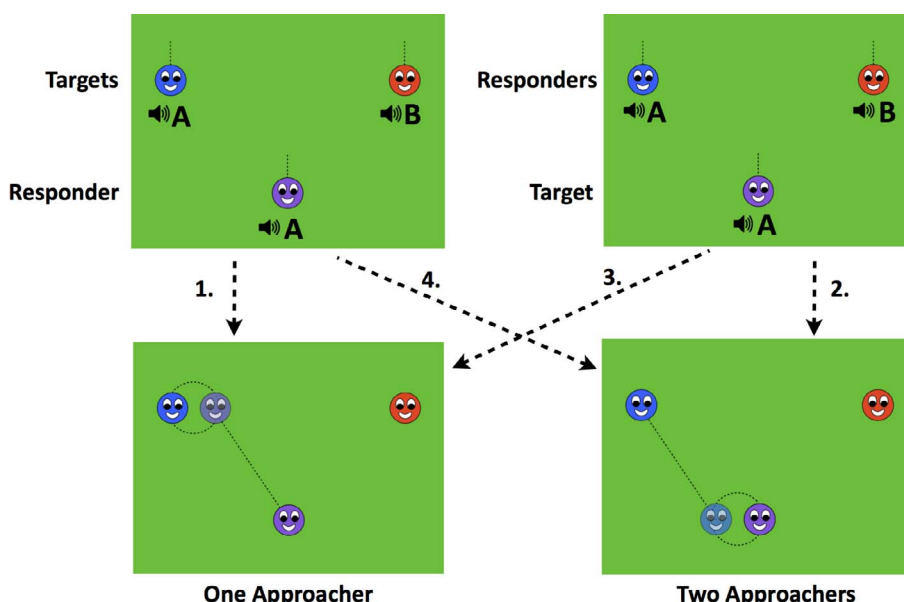 Targets
A
B
Responder
A
Responders
A
B
Target
A
1.
4.
3.
2.
One Approacher
Two Approachers